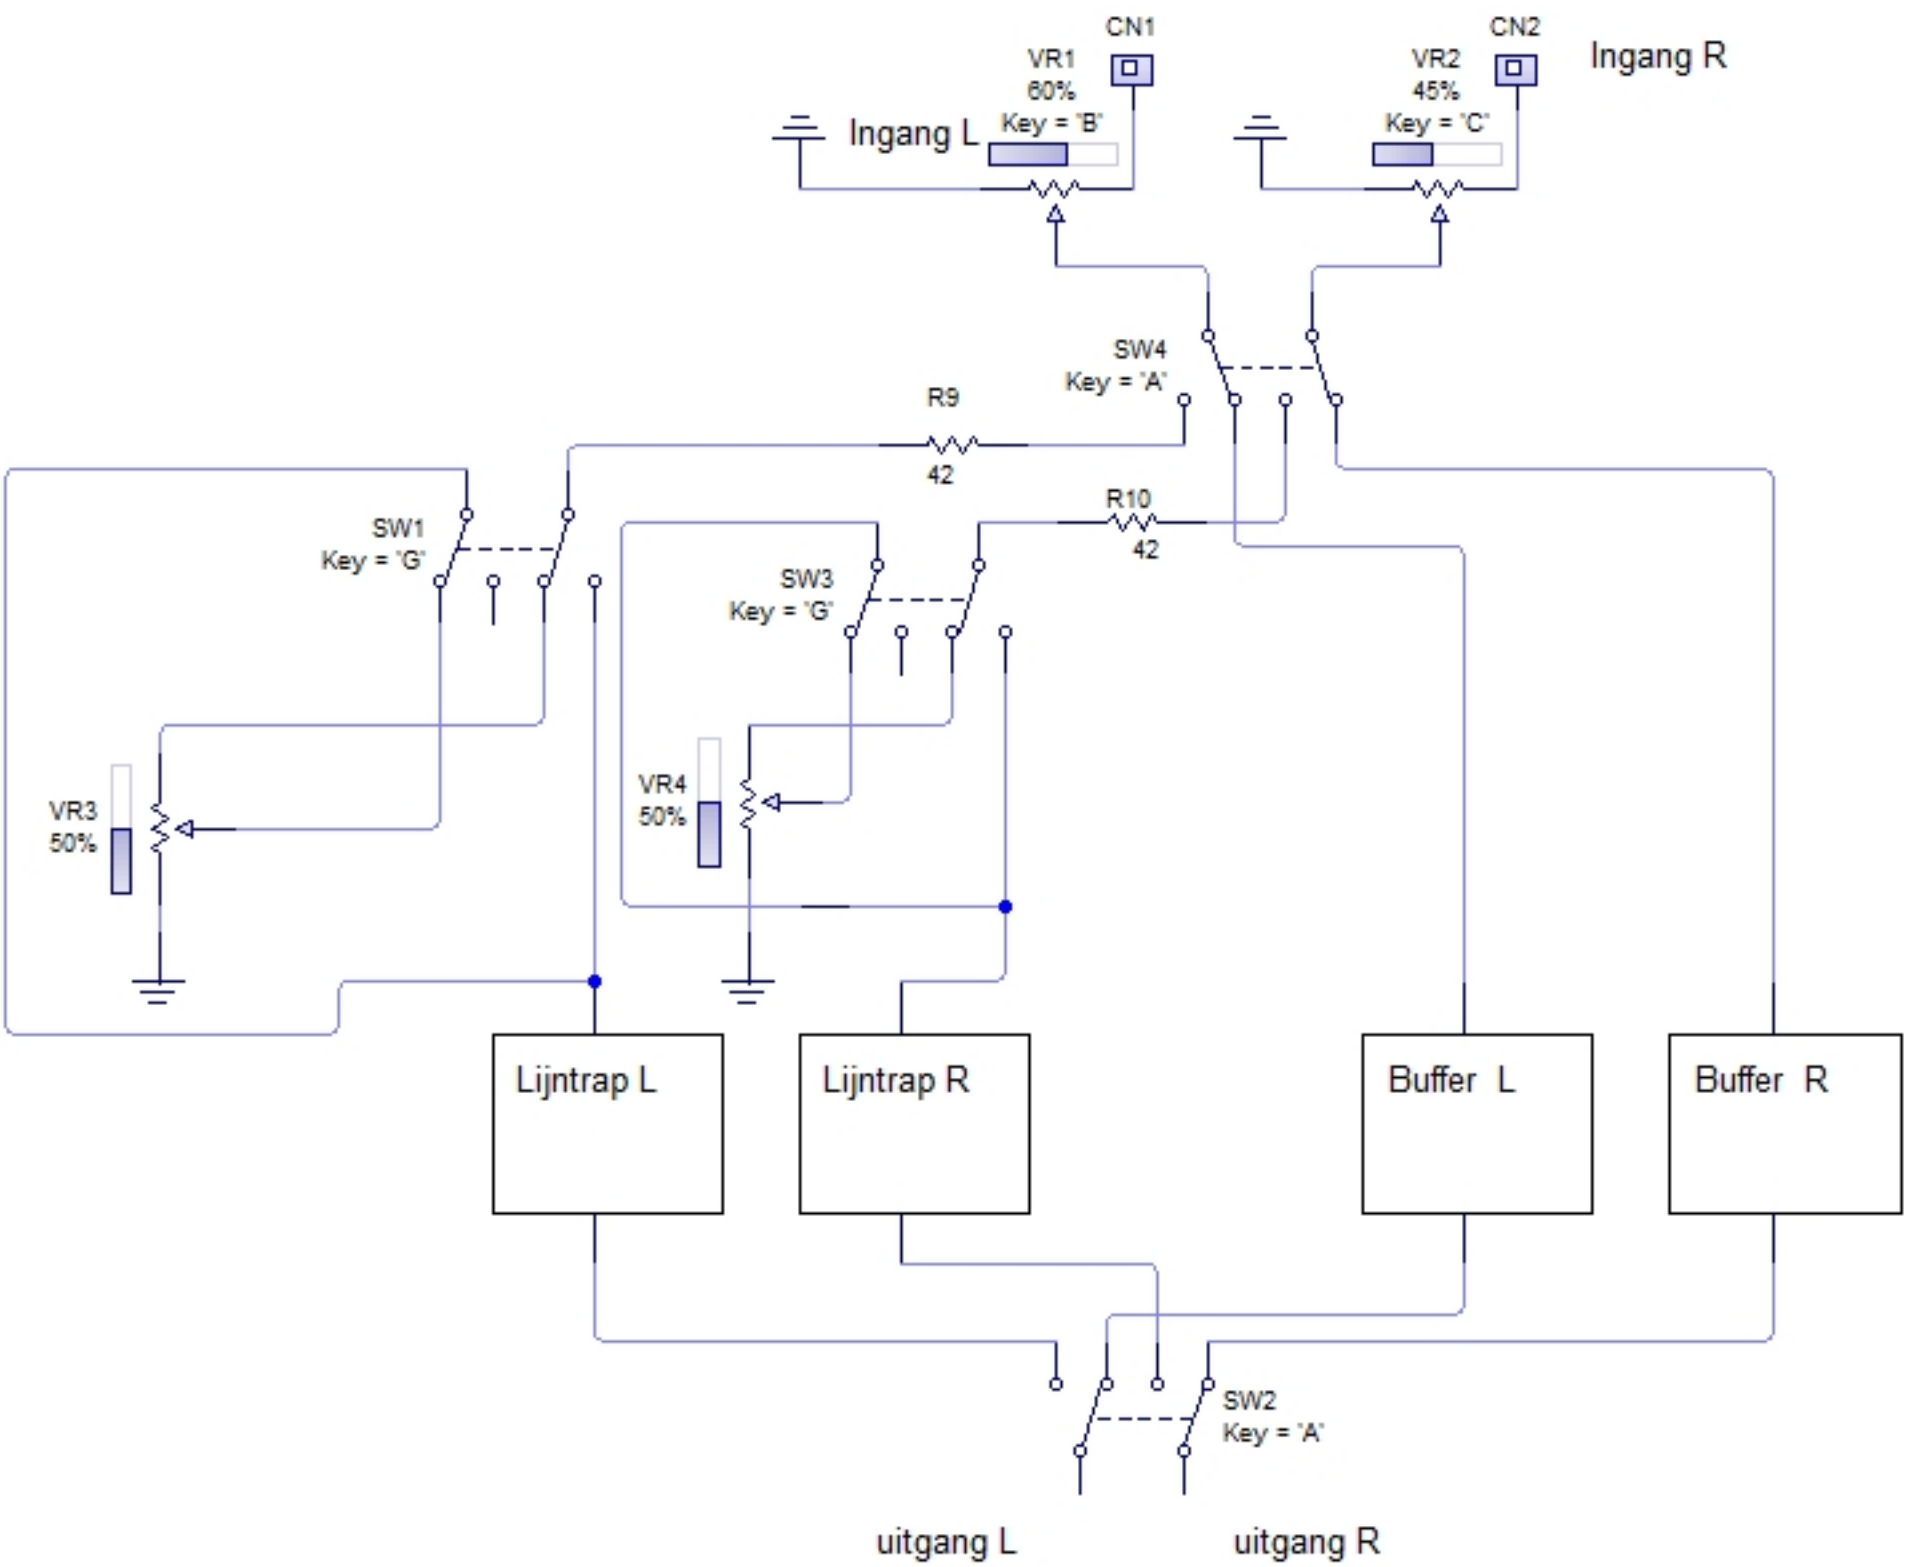 CN1
CN2
VR1
60%
Key = 'B'
VR2
45%
Key = 'C'
Ingang R
Ingang L
SW4
Key = 'A'
R9
42
R10
42
SW1
Key = 'G'
SW3
Key = 'G'
VR3
50%
VR4
50%
Lijntrap L
Lijntrap R
Buffer L
Buffer R
SW2
Key = 'A'
uitgang L
uitgang R